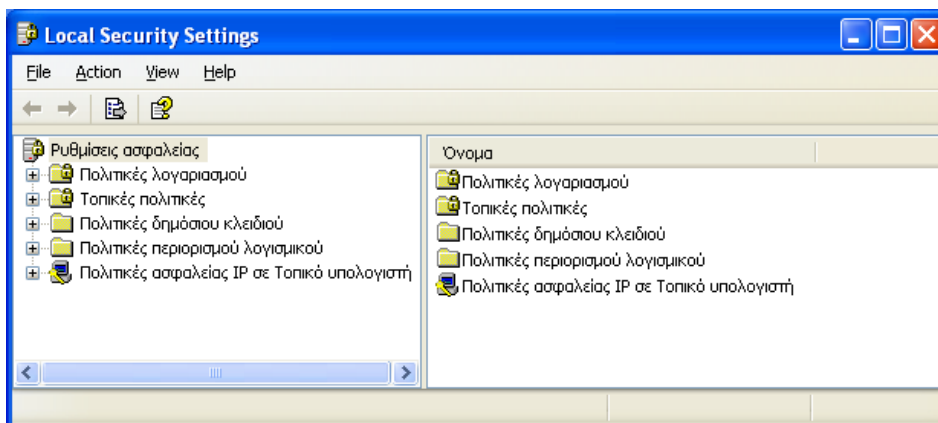 Local Security Settings
File Action View Help
Ρυθμίσεις ασφαλείας
Πολιτικές λογαριασμού
Τοπικές πολιτικές
Πολιτικές δημόσιου κλειδιού
Πολιτικές περιορισμού λογισμικού
Πολιτικές ασφαλείας IP σε Τοπικό υπολογιστή
Όνομα
Πολιτικές λογαριασμού
Τοπικές πολιτικές
Πολιτικές δημόσιου κλειδιού
Πολιτικές περιορισμού λογισμικού
Πολιτικές ασφαλείας IP σε Τοπικό υπολογιστή